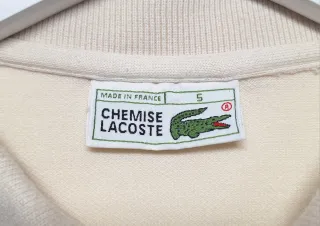 MADE IN FRANCE 5
CHEMISE
LACOSTE
®